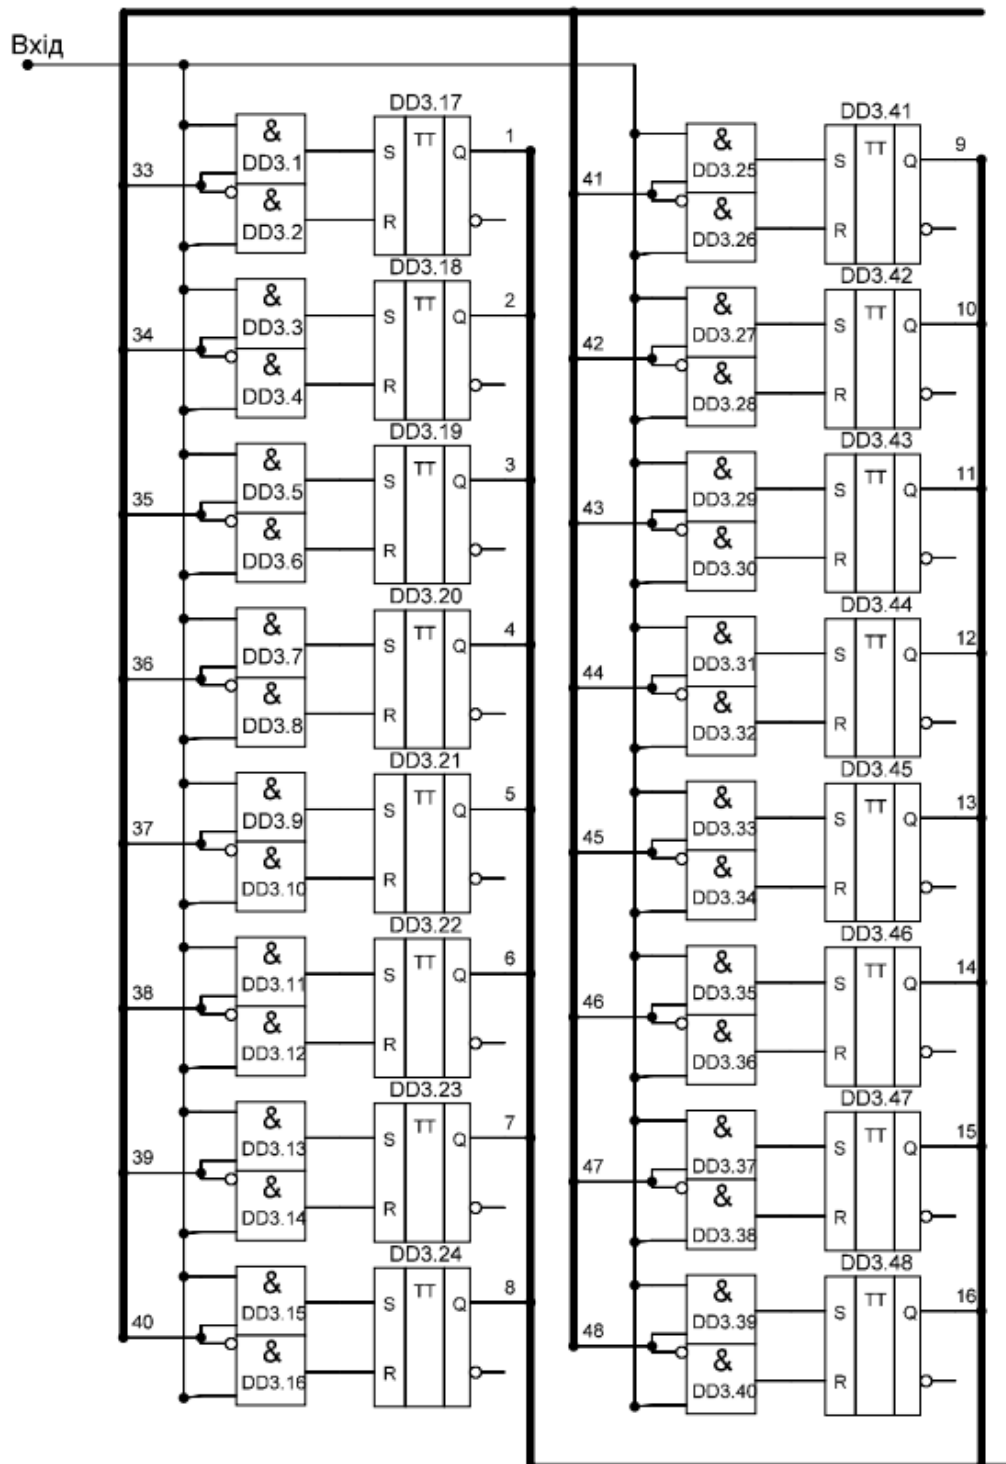 Вхід
DD3.17
33
&
DD3.1
&
DD3.2
S TT Q
R
1
DD3.18
34
&
DD3.3
&
DD3.4
S TT Q
R
2
DD3.19
35
&
DD3.5
&
DD3.6
S TT Q
R
3
DD3.20
36
&
DD3.7
&
DD3.8
S TT Q
R
4
DD3.21
37
&
DD3.9
&
DD3.10
S TT Q
R
5
DD3.22
38
&
DD3.11
&
DD3.12
S TT Q
R
6
DD3.23
39
&
DD3.13
&
DD3.14
S TT Q
R
7
DD3.24
40
&
DD3.15
&
DD3.16
S TT Q
R
8
DD3.41
41
&
DD3.25
&
DD3.26
S TT Q
R
9
DD3.42
42
&
DD3.27
&
DD3.28
S TT Q
R
10
DD3.43
43
&
DD3.29
&
DD3.30
S TT Q
R
11
DD3.44
44
&
DD3.31
&
DD3.32
S TT Q
R
12
DD3.45
45
&
DD3.33
&
DD3.34
S TT Q
R
13
DD3.46
46
&
DD3.35
&
DD3.36
S TT Q
R
14
DD3.47
47
&
DD3.37
&
DD3.38
S TT Q
R
15
DD3.48
48
&
DD3.39
&
DD3.40
S TT Q
R
16